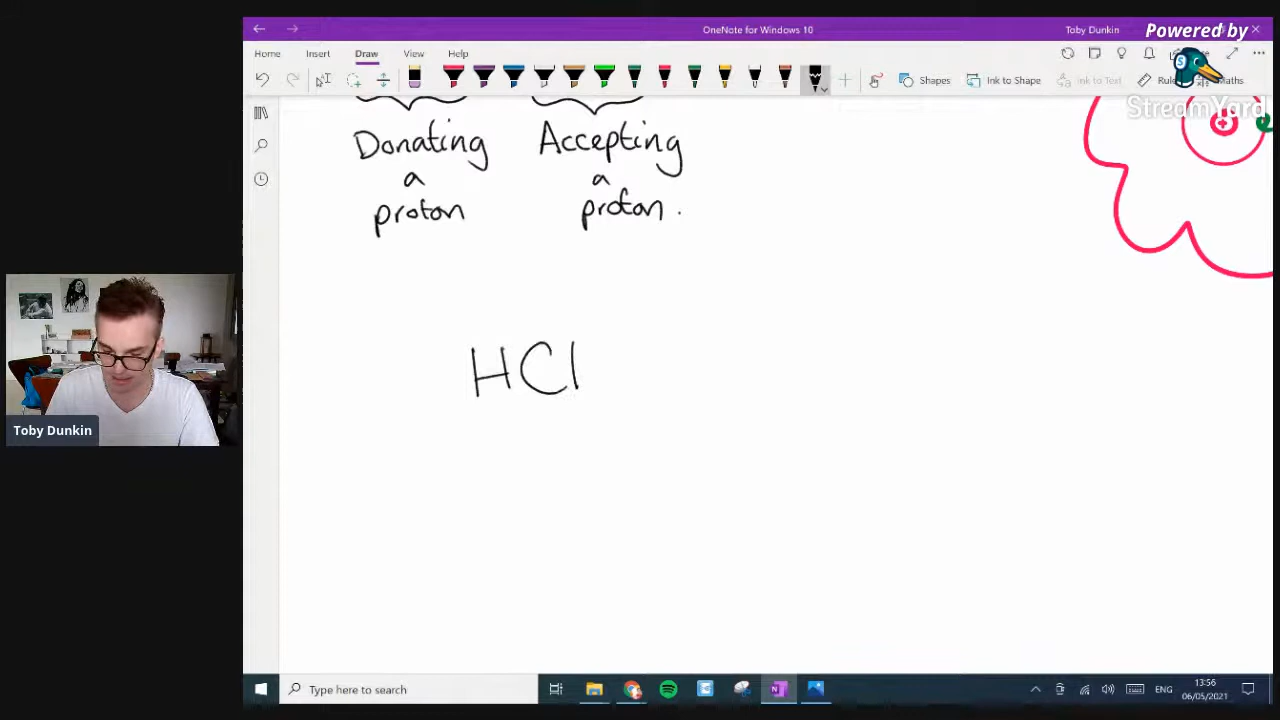 OneNote for Windows 10
Toby Dunkin
Powered by
StreamYard
Home Insert Draw View Help
Shapes
Ink to Shape
Ink to Text
Maths
Donating
a
proton
Accepting
a
proton.
HCl
Toby Dunkin
Type here to search
ENG
13:56
06/05/2021